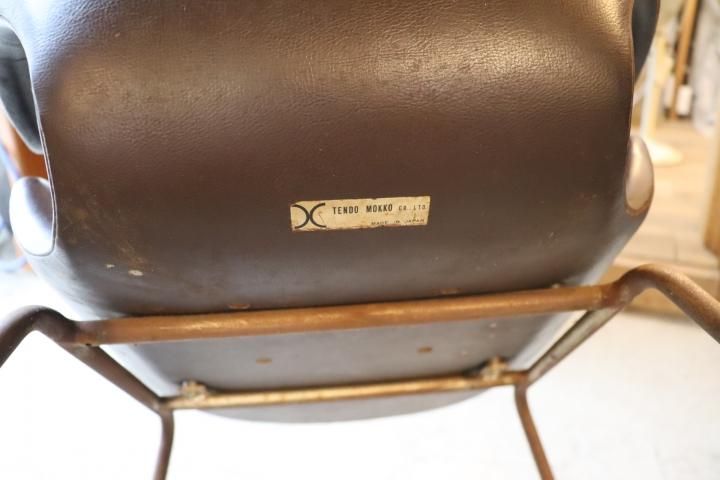 TENDO MOKKO CO., LTD.
MADE IN JAPAN